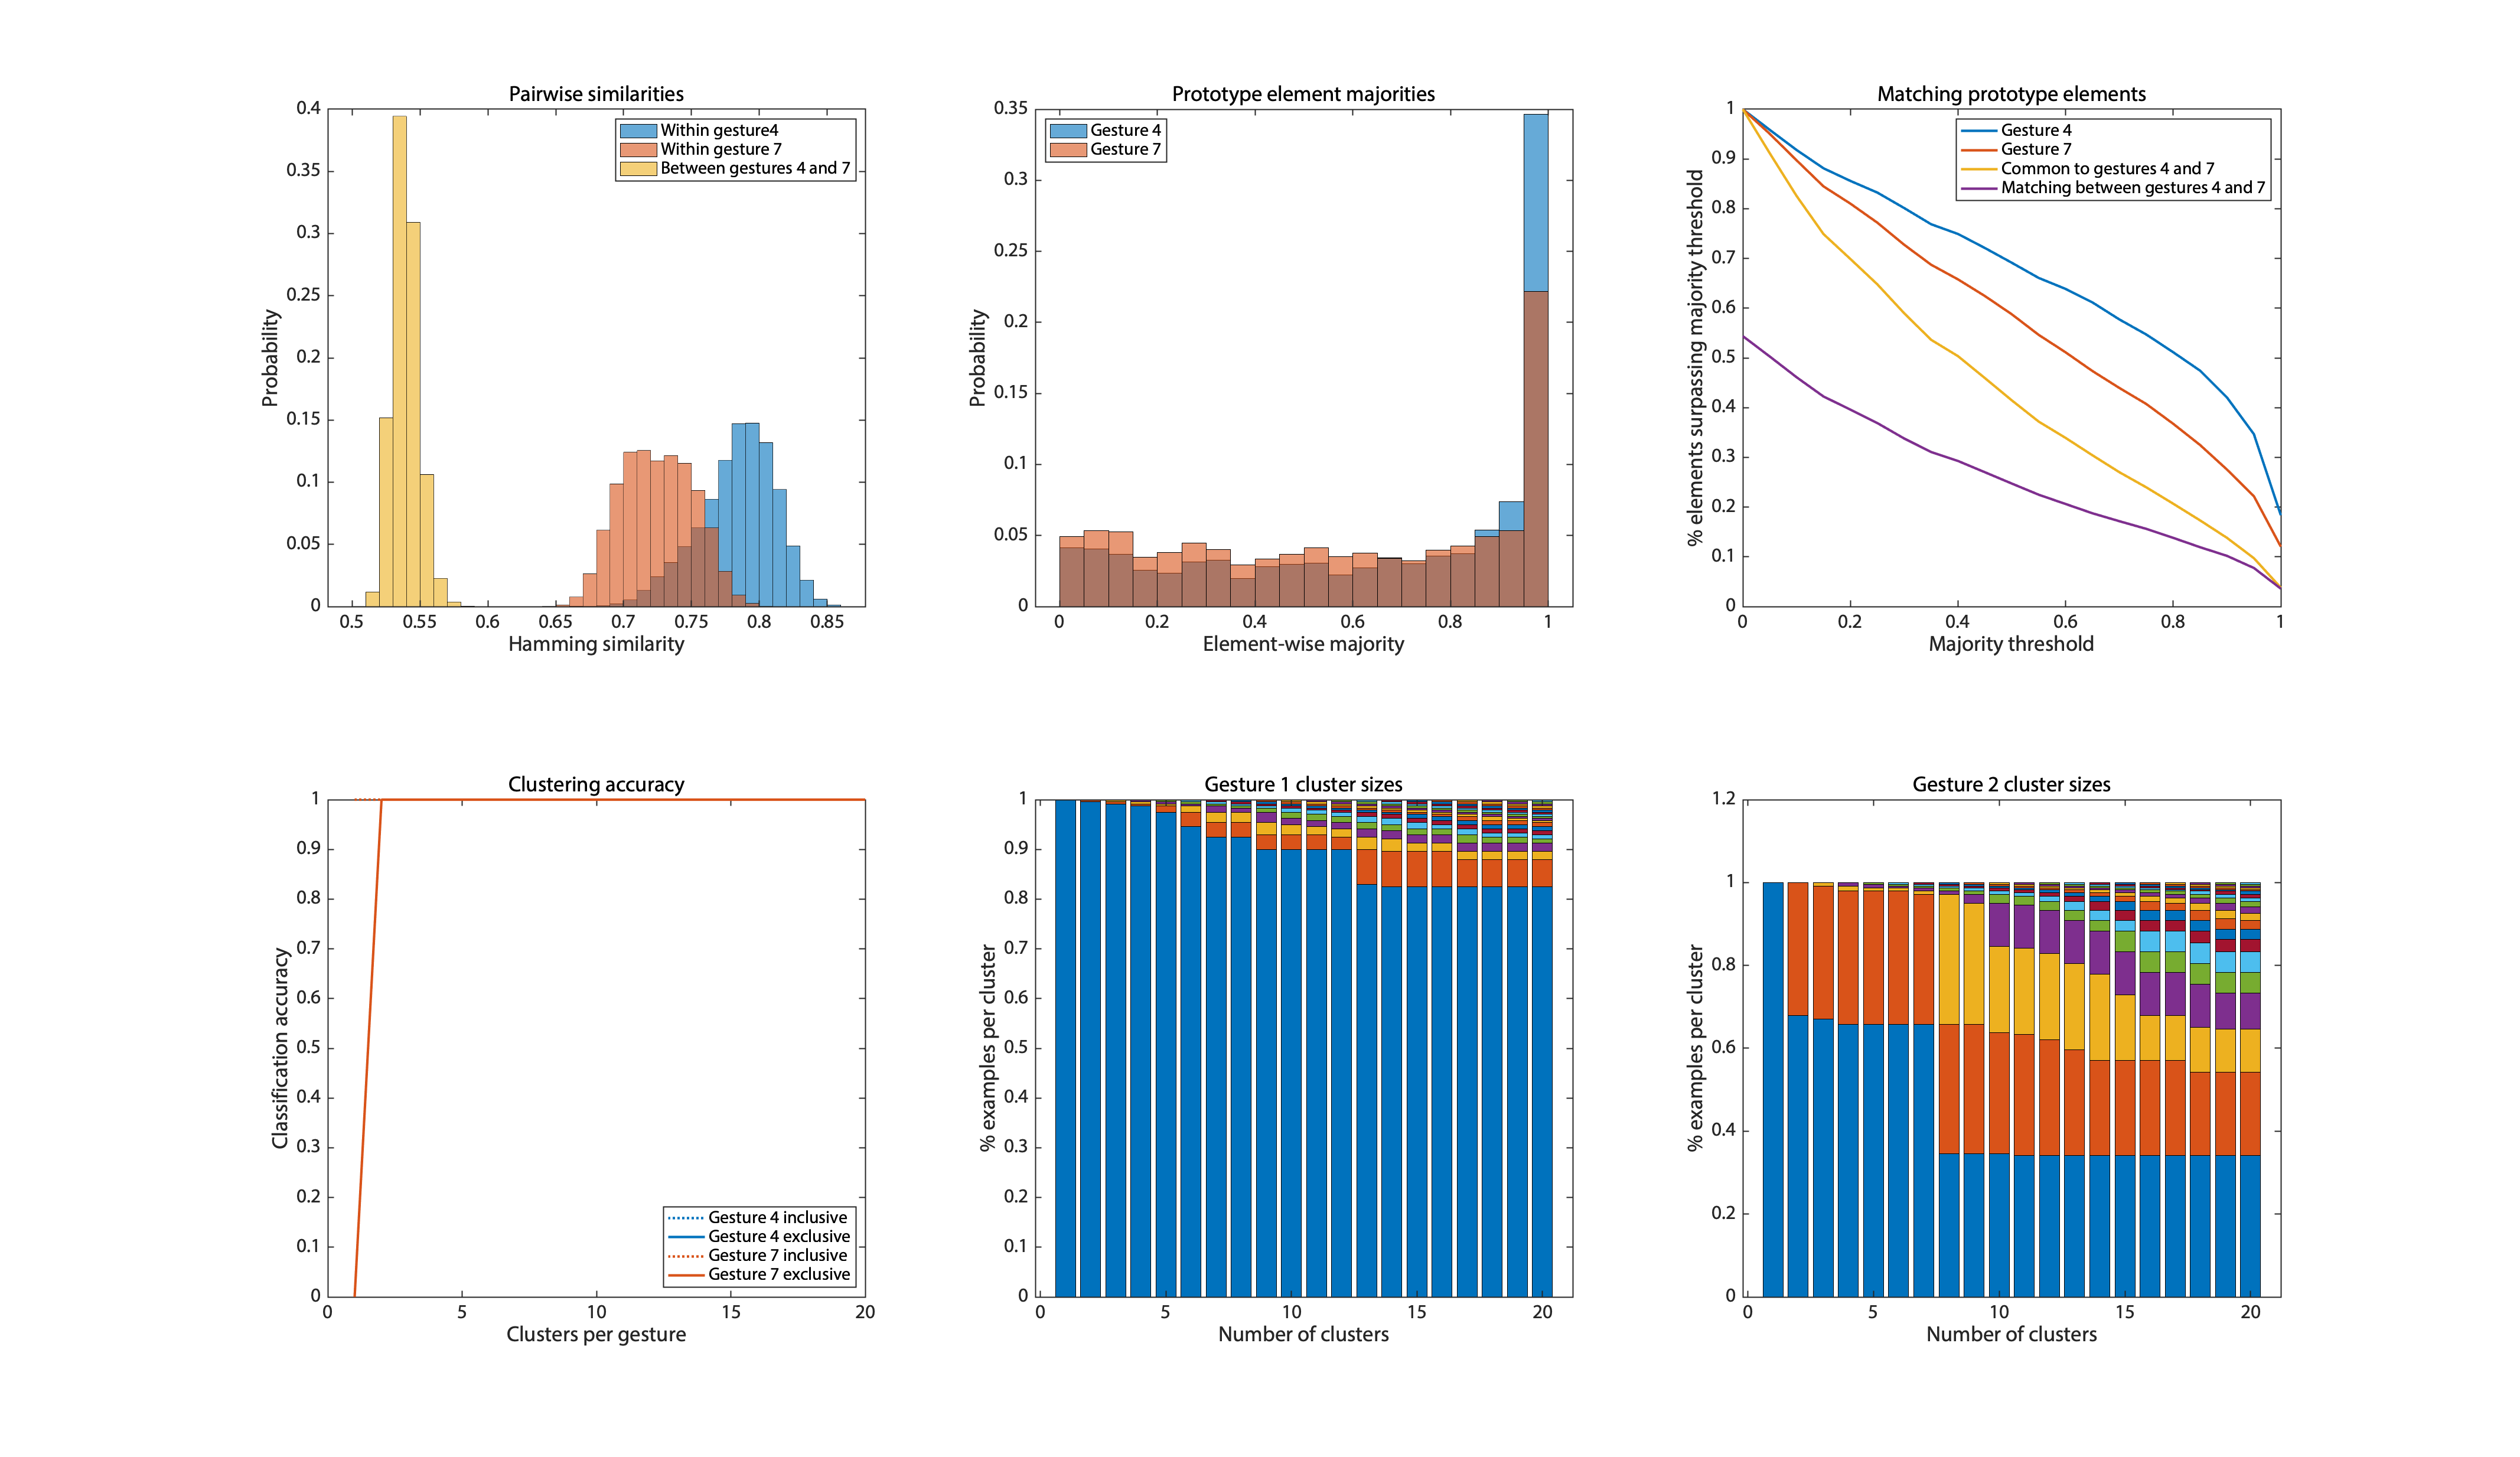 Pairwise similarities
0.4
0.35
0.3
0.25
0.2
0.15
0.1
0.05
0
Probability
Within gesture4
Within gesture 7
Between gestures 4 and 7
0.5 0.55 0.6 0.65 0.7 0.75 0.8 0.85
Hamming similarity
Prototype element majorities
0.35
0.3
0.25
0.2
0.15
0.1
0.05
0
Probability
Gesture 4
Gesture 7
0 0.2 0.4 0.6 0.8 1
Element-wise majority
Matching prototype elements
1
0.9
0.8
0.7
0.6
0.5
0.4
0.3
0.2
0.1
0
% elements surpassing majority threshold
Gesture 4
Gesture 7
Common to gestures 4 and 7
Matching between gestures 4 and 7
0 0.2 0.4 0.6 0.8 1
Majority threshold
Clustering accuracy
1
0.9
0.8
0.7
0.6
0.5
0.4
0.3
0.2
0.1
0
Classification accuracy
Gesture 4 inclusive
Gesture 4 exclusive
Gesture 7 inclusive
Gesture 7 exclusive
0 5 10 15 20
Clusters per gesture
Gesture 1 cluster sizes
1
0.9
0.8
0.7
0.6
0.5
0.4
0.3
0.2
0.1
0
% examples per cluster
0 5 10 15 20
Number of clusters
Gesture 2 cluster sizes
1.2
1
0.8
0.6
0.4
0.2
0
% examples per cluster
0 5 10 15 20
Number of clusters